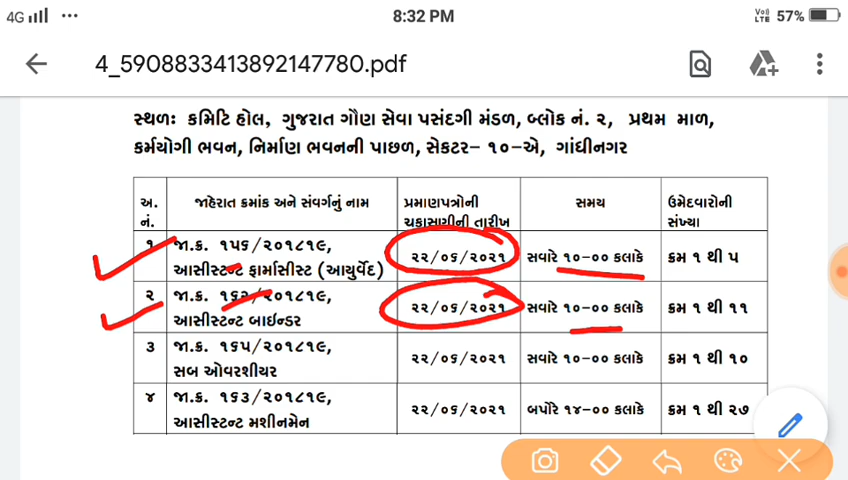 4G
8:32 PM
Vo)) LTE 57%
4_5908833413892147780.pdf
સ્થળઃ કમિટિ હોલ, ગુજરાત ગૌણ સેવા પસંદગી મંડળ, બ્લોક નં. ૨, પ્રથમ માળ,
કર્મયોગી ભવન, નિર્માણ ભવનની પાછળ, સેકટર- ૧૦-એ, ગાંધીનગર
અ. નં. જાહેરાત ક્રમાંક અને સંવર્ગનું નામ પ્રમાણપત્રોની ચકાસણીની તારીખ સમય ઉમેદવારોની સંખ્યા
૧ જા.ક્ર. ૧૫૬/૨૦૧૮૧૯, આસીસ્ટન્ટ ફાર્માસીસ્ટ (આયુર્વેદ) ૨૨/૦૬/૨૦૨૧ સવારે ૧૦-૦૦ કલાકે ક્રમ ૧ થી ૫
૨ જા.ક્ર. ૧૬૨/૨૦૧૮૧૯, આસીસ્ટન્ટ બાઇન્ડર ૨૨/૦૬/૨૦૨૧ સવારે ૧૦-૦૦ કલાકે ક્રમ ૧ થી ૧૧
૩ જા.ક્ર. ૧૬૫/૨૦૧૮૧૯, સબ ઓવરશીયર ૨૨/૦૬/૨૦૨૧ સવારે ૧૦-૦૦ કલાકે ક્રમ ૧ થી ૧૦
૪ જા.ક્ર. ૧૬૩/૨૦૧૮૧૯, આસીસ્ટન્ટ મશીનમેન ૨૨/૦૬/૨૦૨૧ બપોરે ૧૪-૦૦ કલાકે ક્રમ ૧ થી ૨૭